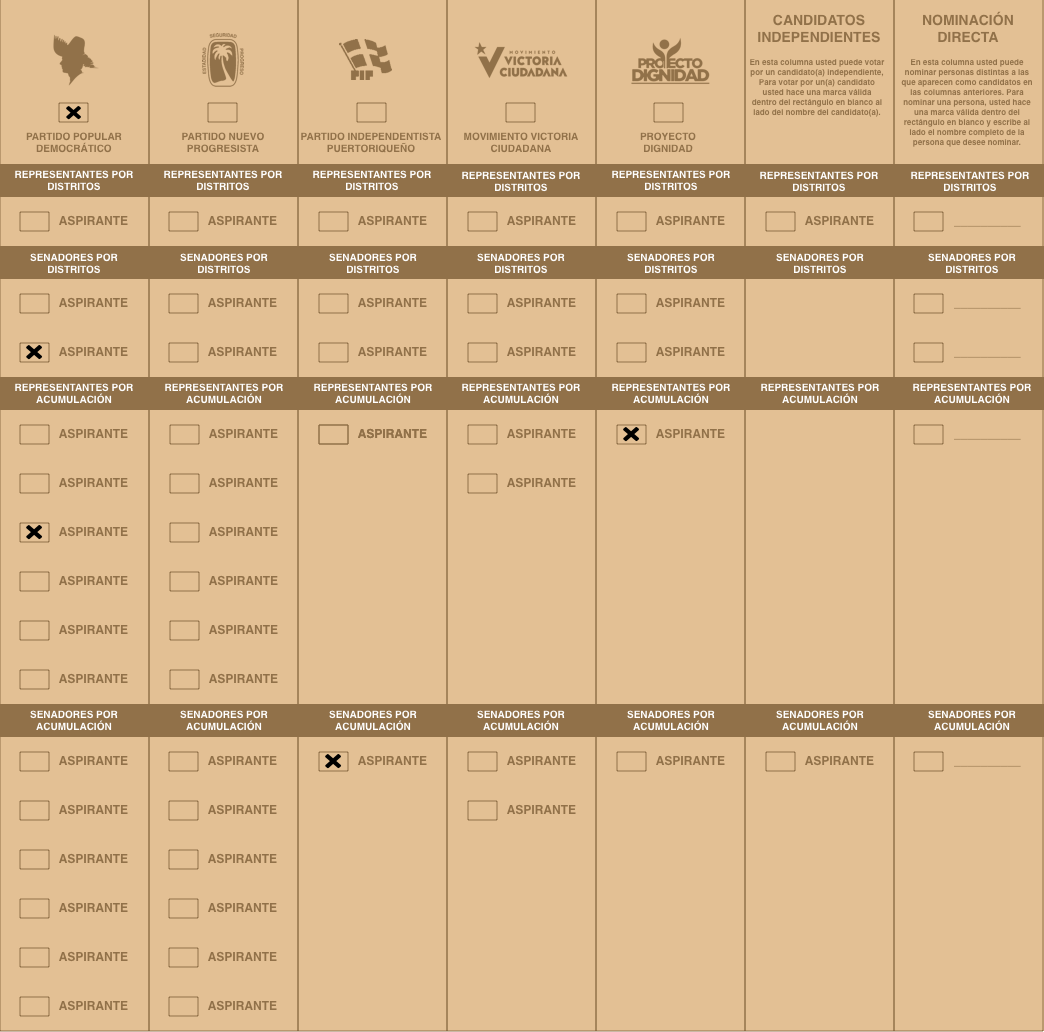 SEGURIDAD
ESTADIDAD
PROGRESO
PIP
MOVIMIENTO
VICTORIA
CIUDADANA
PROYECTO
DIGNIDAD
PARTIDO POPULAR
DEMOCRÁTICO
PARTIDO NUEVO
PROGRESISTA
PARTIDO INDEPENDENTISTA
PUERTORIQUEÑO
MOVIMIENTO VICTORIA
CIUDADANA
PROYECTO
DIGNIDAD
CANDIDATOS
INDEPENDIENTES
En esta columna usted puede votar
por un candidato(a) independiente,
Para votar por un(a) candidato
usted hace una marca válida
dentro del rectángulo en blanco al
lado del nombre del candidato(a).
NOMINACIÓN
DIRECTA
En esta columna usted puede
nominar personas distintas a las
que aparecen como candidatos en
las columnas anteriores. Para
nominar una persona, usted hace
una marca válida dentro del
rectángulo en blanco y escribe al
lado el nombre completo de la
persona que desee nominar.
REPRESENTANTES POR DISTRITOS REPRESENTANTES POR DISTRITOS REPRESENTANTES POR DISTRITOS REPRESENTANTES POR DISTRITOS REPRESENTANTES POR DISTRITOS REPRESENTANTES POR DISTRITOS REPRESENTANTES POR DISTRITOS
ASPIRANTE ASPIRANTE ASPIRANTE ASPIRANTE ASPIRANTE ASPIRANTE
SENADORES POR DISTRITOS SENADORES POR DISTRITOS SENADORES POR DISTRITOS SENADORES POR DISTRITOS SENADORES POR DISTRITOS SENADORES POR DISTRITOS SENADORES POR DISTRITOS
ASPIRANTE ASPIRANTE ASPIRANTE ASPIRANTE ASPIRANTE
ASPIRANTE ASPIRANTE ASPIRANTE ASPIRANTE ASPIRANTE
REPRESENTANTES POR ACUMULACIÓN REPRESENTANTES POR ACUMULACIÓN REPRESENTANTES POR ACUMULACIÓN REPRESENTANTES POR ACUMULACIÓN REPRESENTANTES POR ACUMULACIÓN REPRESENTANTES POR ACUMULACIÓN REPRESENTANTES POR ACUMULACIÓN
ASPIRANTE ASPIRANTE ASPIRANTE ASPIRANTE ASPIRANTE
ASPIRANTE ASPIRANTE ASPIRANTE
ASPIRANTE ASPIRANTE
ASPIRANTE ASPIRANTE
ASPIRANTE ASPIRANTE
ASPIRANTE ASPIRANTE
SENADORES POR ACUMULACIÓN SENADORES POR ACUMULACIÓN SENADORES POR ACUMULACIÓN SENADORES POR ACUMULACIÓN SENADORES POR ACUMULACIÓN SENADORES POR ACUMULACIÓN SENADORES POR ACUMULACIÓN
ASPIRANTE ASPIRANTE ASPIRANTE ASPIRANTE ASPIRANTE ASPIRANTE
ASPIRANTE ASPIRANTE ASPIRANTE
ASPIRANTE ASPIRANTE
ASPIRANTE ASPIRANTE
ASPIRANTE ASPIRANTE
ASPIRANTE ASPIRANTE